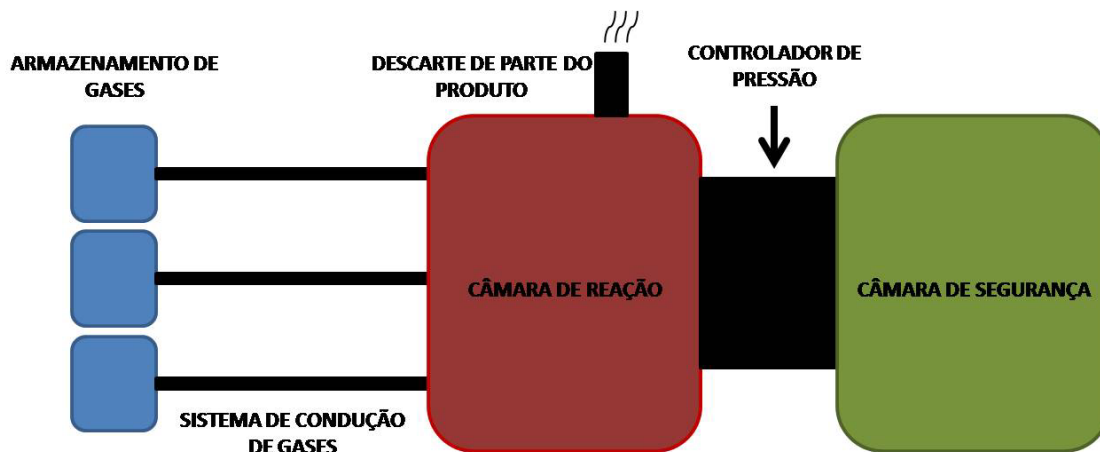 ARMAZENAMENTO DE
GASES
DESCARTE DE PARTE DO
PRODUTO
CONTROLADOR DE
PRESSÃO
CÂMARA DE REAÇÃO
CÂMARA DE SEGURANÇA
SISTEMA DE CONDUÇÃO
DE GASES